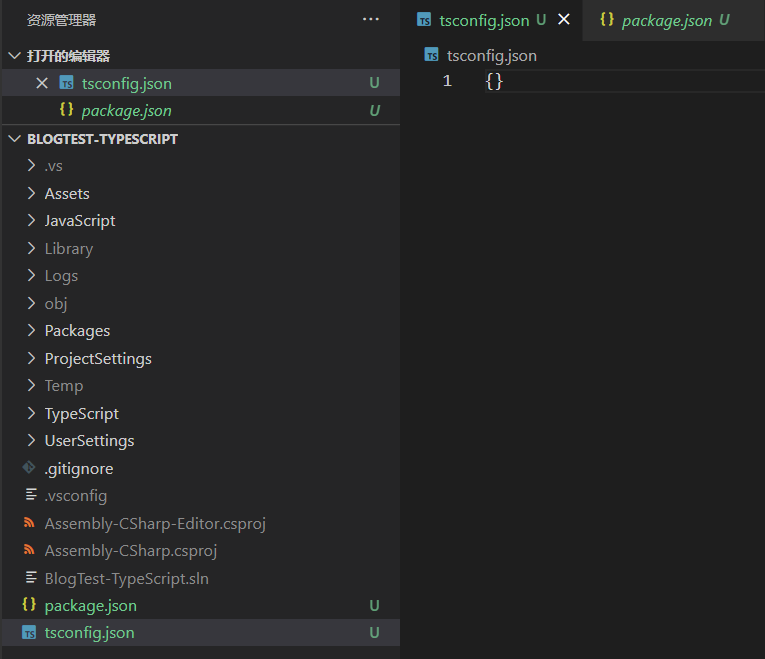 资源管理器 ···
打开的编辑器
tsconfig.json U
{} package.json U
BLOGTEST-TYPESCRIPT
.vs
Assets
JavaScript
Library
Logs
obj
Packages
ProjectSettings
Temp
TypeScript
UserSettings
.gitignore
.vsconfig
Assembly-CSharp-Editor.csproj
Assembly-CSharp.csproj
BlogTest-TypeScript.sln
{} package.json U
TS tsconfig.json U
TS tsconfig.json U {} package.json U
TS tsconfig.json
1 {}